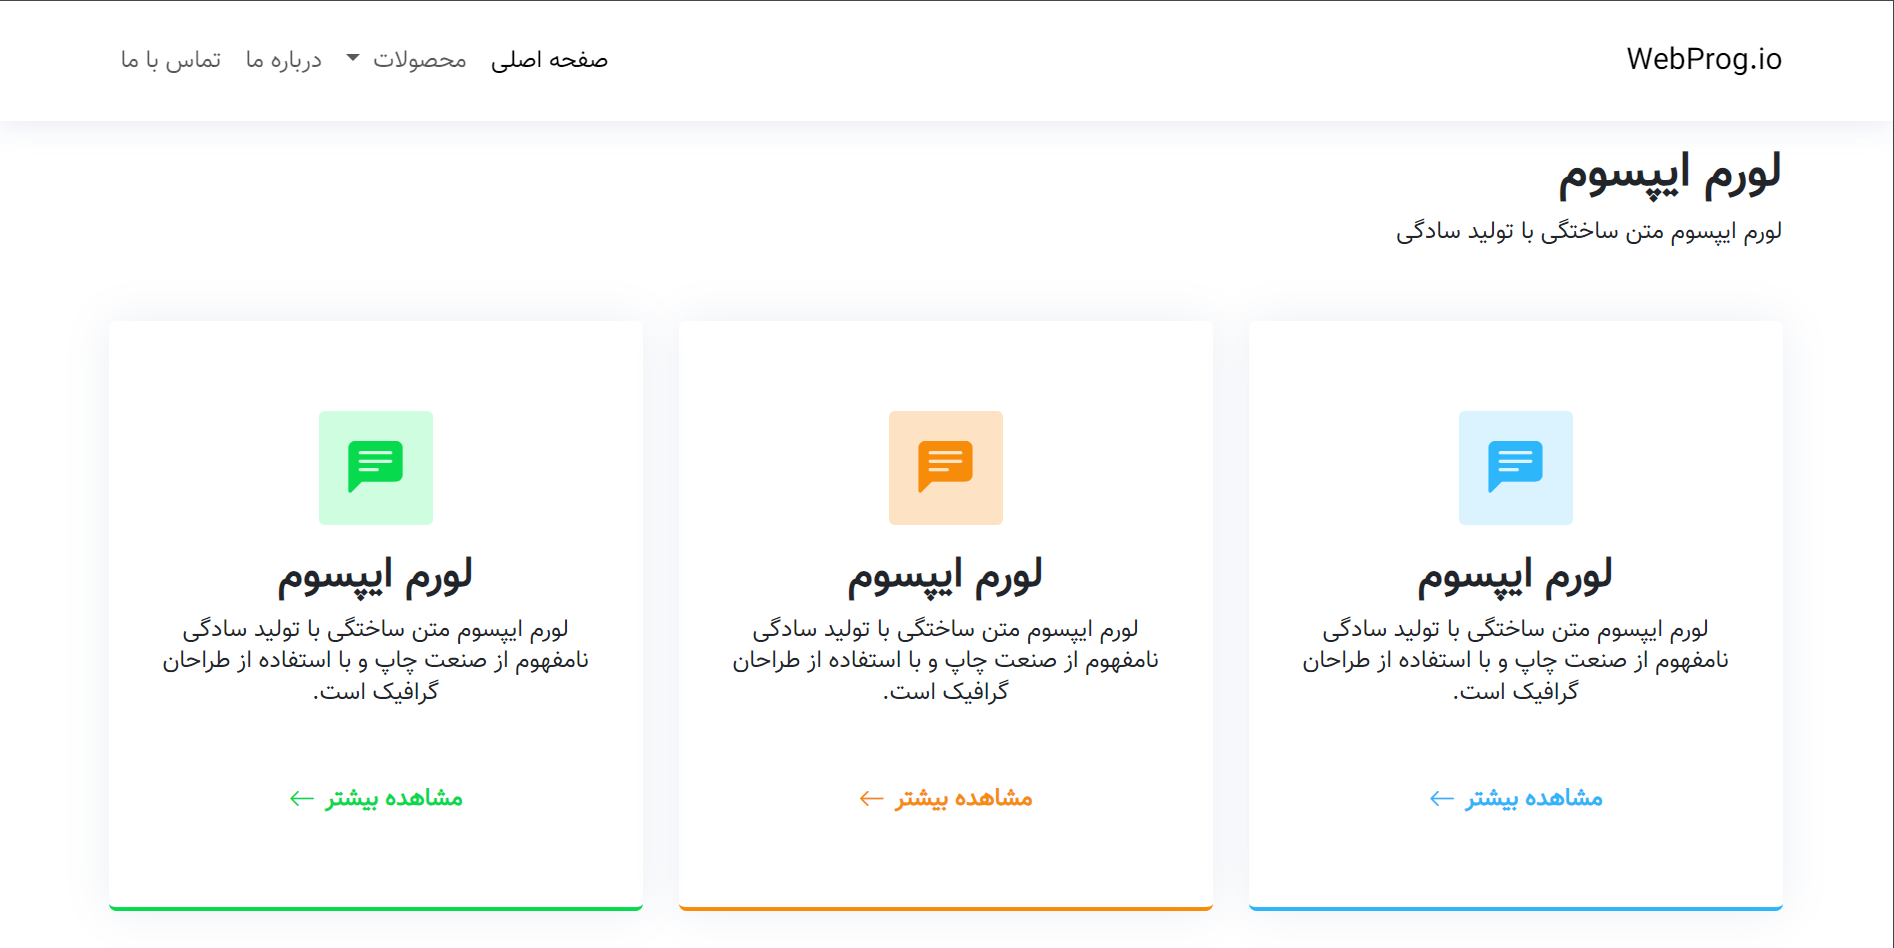 WebProg.io
صفحه اصلی
محصولات
درباره ما
تماس با ما
لورم ایپسوم
لورم ایپسوم متن ساختگی با تولید سادگی
لورم ایپسوم
لورم ایپسوم متن ساختگی با تولید سادگی
نامفهوم از صنعت چاپ و با استفاده از طراحان
گرافیک است.
مشاهده بیشتر ←
لورم ایپسوم
لورم ایپسوم متن ساختگی با تولید سادگی
نامفهوم از صنعت چاپ و با استفاده از طراحان
گرافیک است.
مشاهده بیشتر ←
لورم ایپسوم
لورم ایپسوم متن ساختگی با تولید سادگی
نامفهوم از صنعت چاپ و با استفاده از طراحان
گرافیک است.
مشاهده بیشتر ←